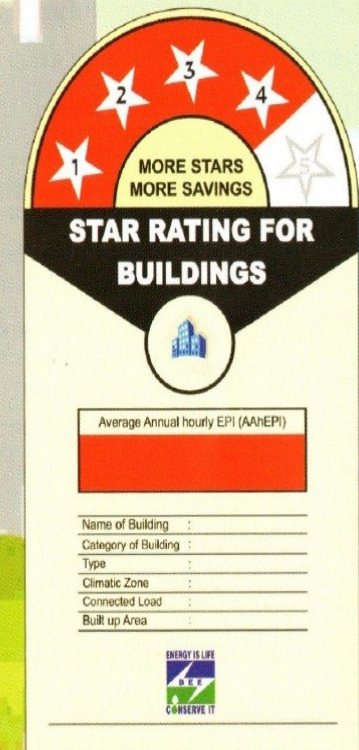 1
2
3
4
5
MORE STARS
MORE SAVINGS
STAR RATING FOR
BUILDINGS
Average Annual hourly EPI (AAhEPI)
Name of Building :
Category of Building :
Type :
Climatic Zone :
Connected Load :
Built up Area :
ENERGY IS LIFE
BEE
CONSERVE IT